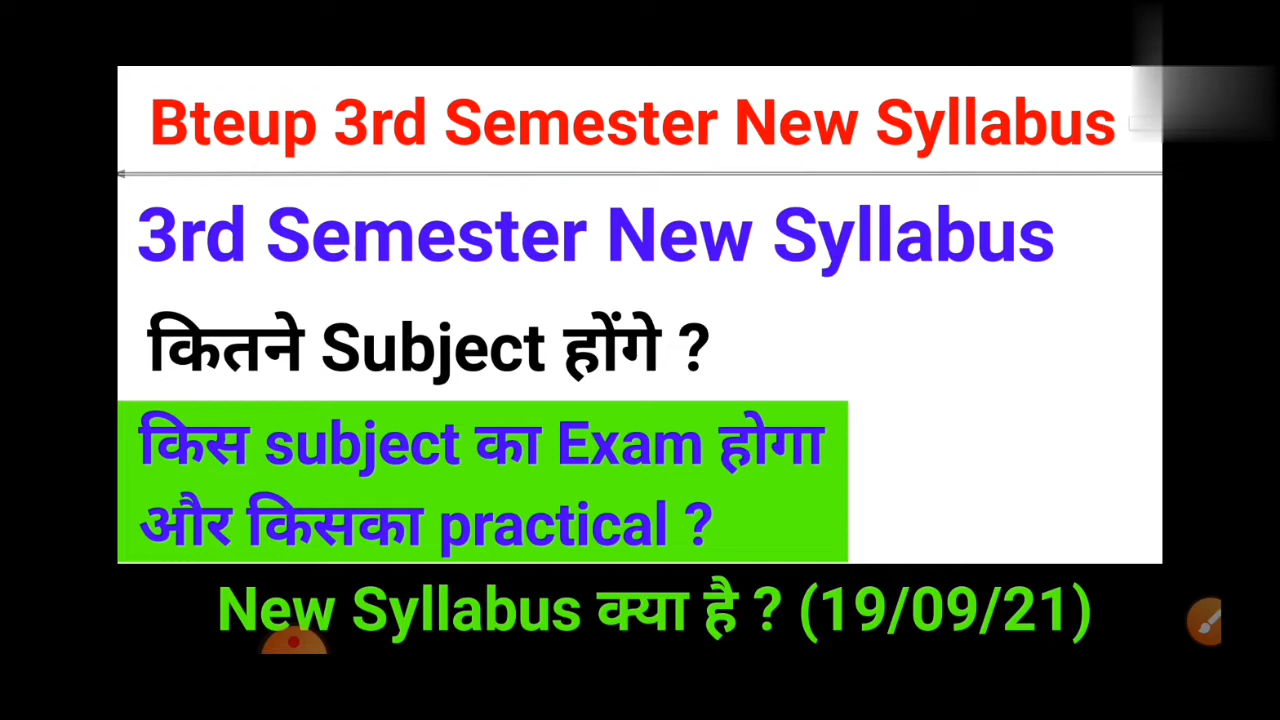 Bteup 3rd Semester New Syllabus
3rd Semester New Syllabus
कितने Subject होंगे ?
किस subject का Exam होगा
और किसका practical ?
New Syllabus क्या है ? (19/09/21)